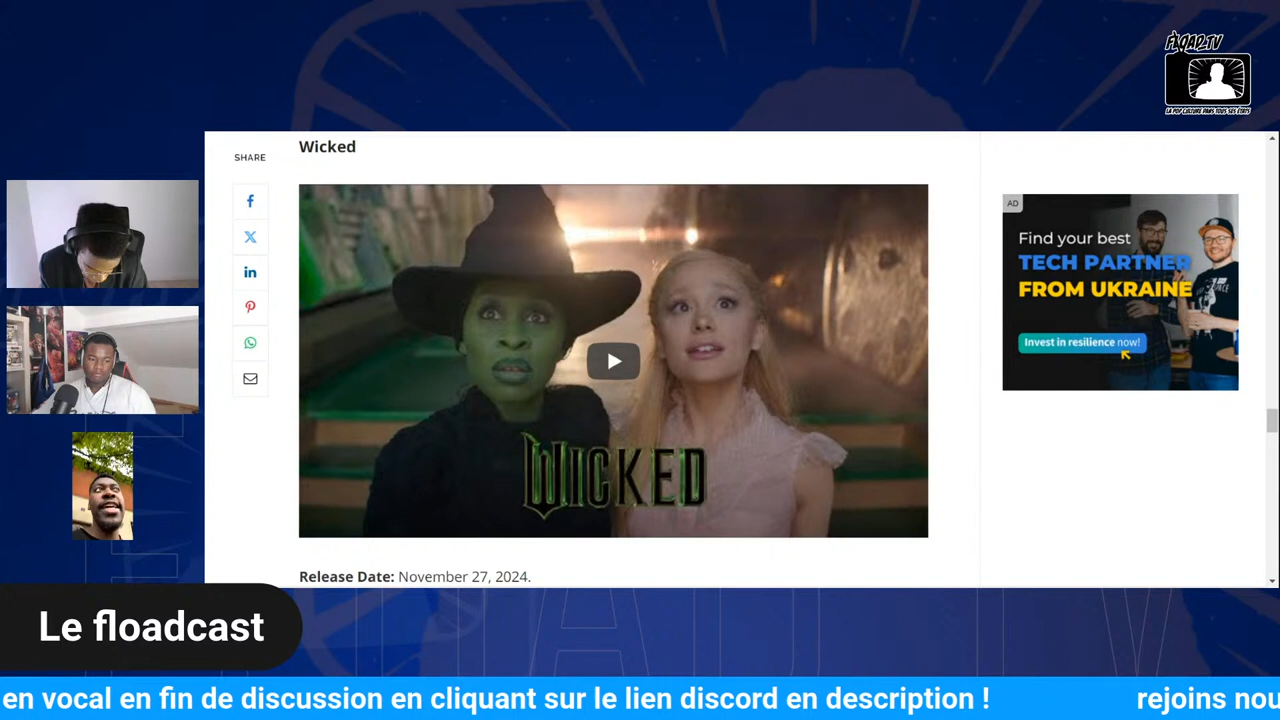 FLOAD.TV
LA POP CULTURE DANS TOUS SES ÉTATS
Wicked
SHARE
AD
Find your best
TECH PARTNER
FROM UKRAINE
Invest in resilience now!
WICKED
Release Date: November 27, 2024.
Le floadcast
en vocal en fin de discussion en cliquant sur le lien discord en description !
rejoins nou